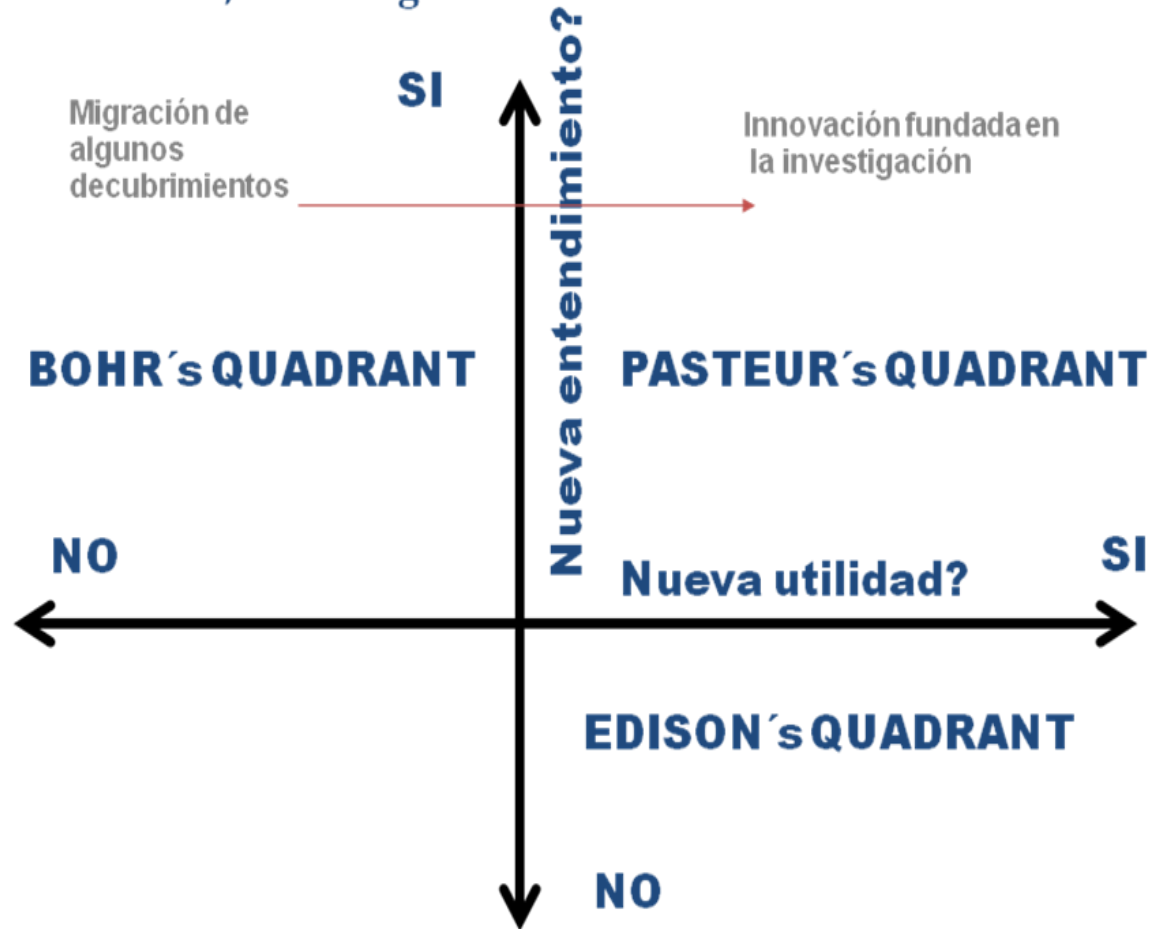 SI
Nueva entendimiento?
Migración de
algunos
decubrimientos
Innovación fundada en
la investigación
BOHR´s QUADRANT
PASTEUR´s QUADRANT
NO
SI
Nueva utilidad?
EDISON´s QUADRANT
NO